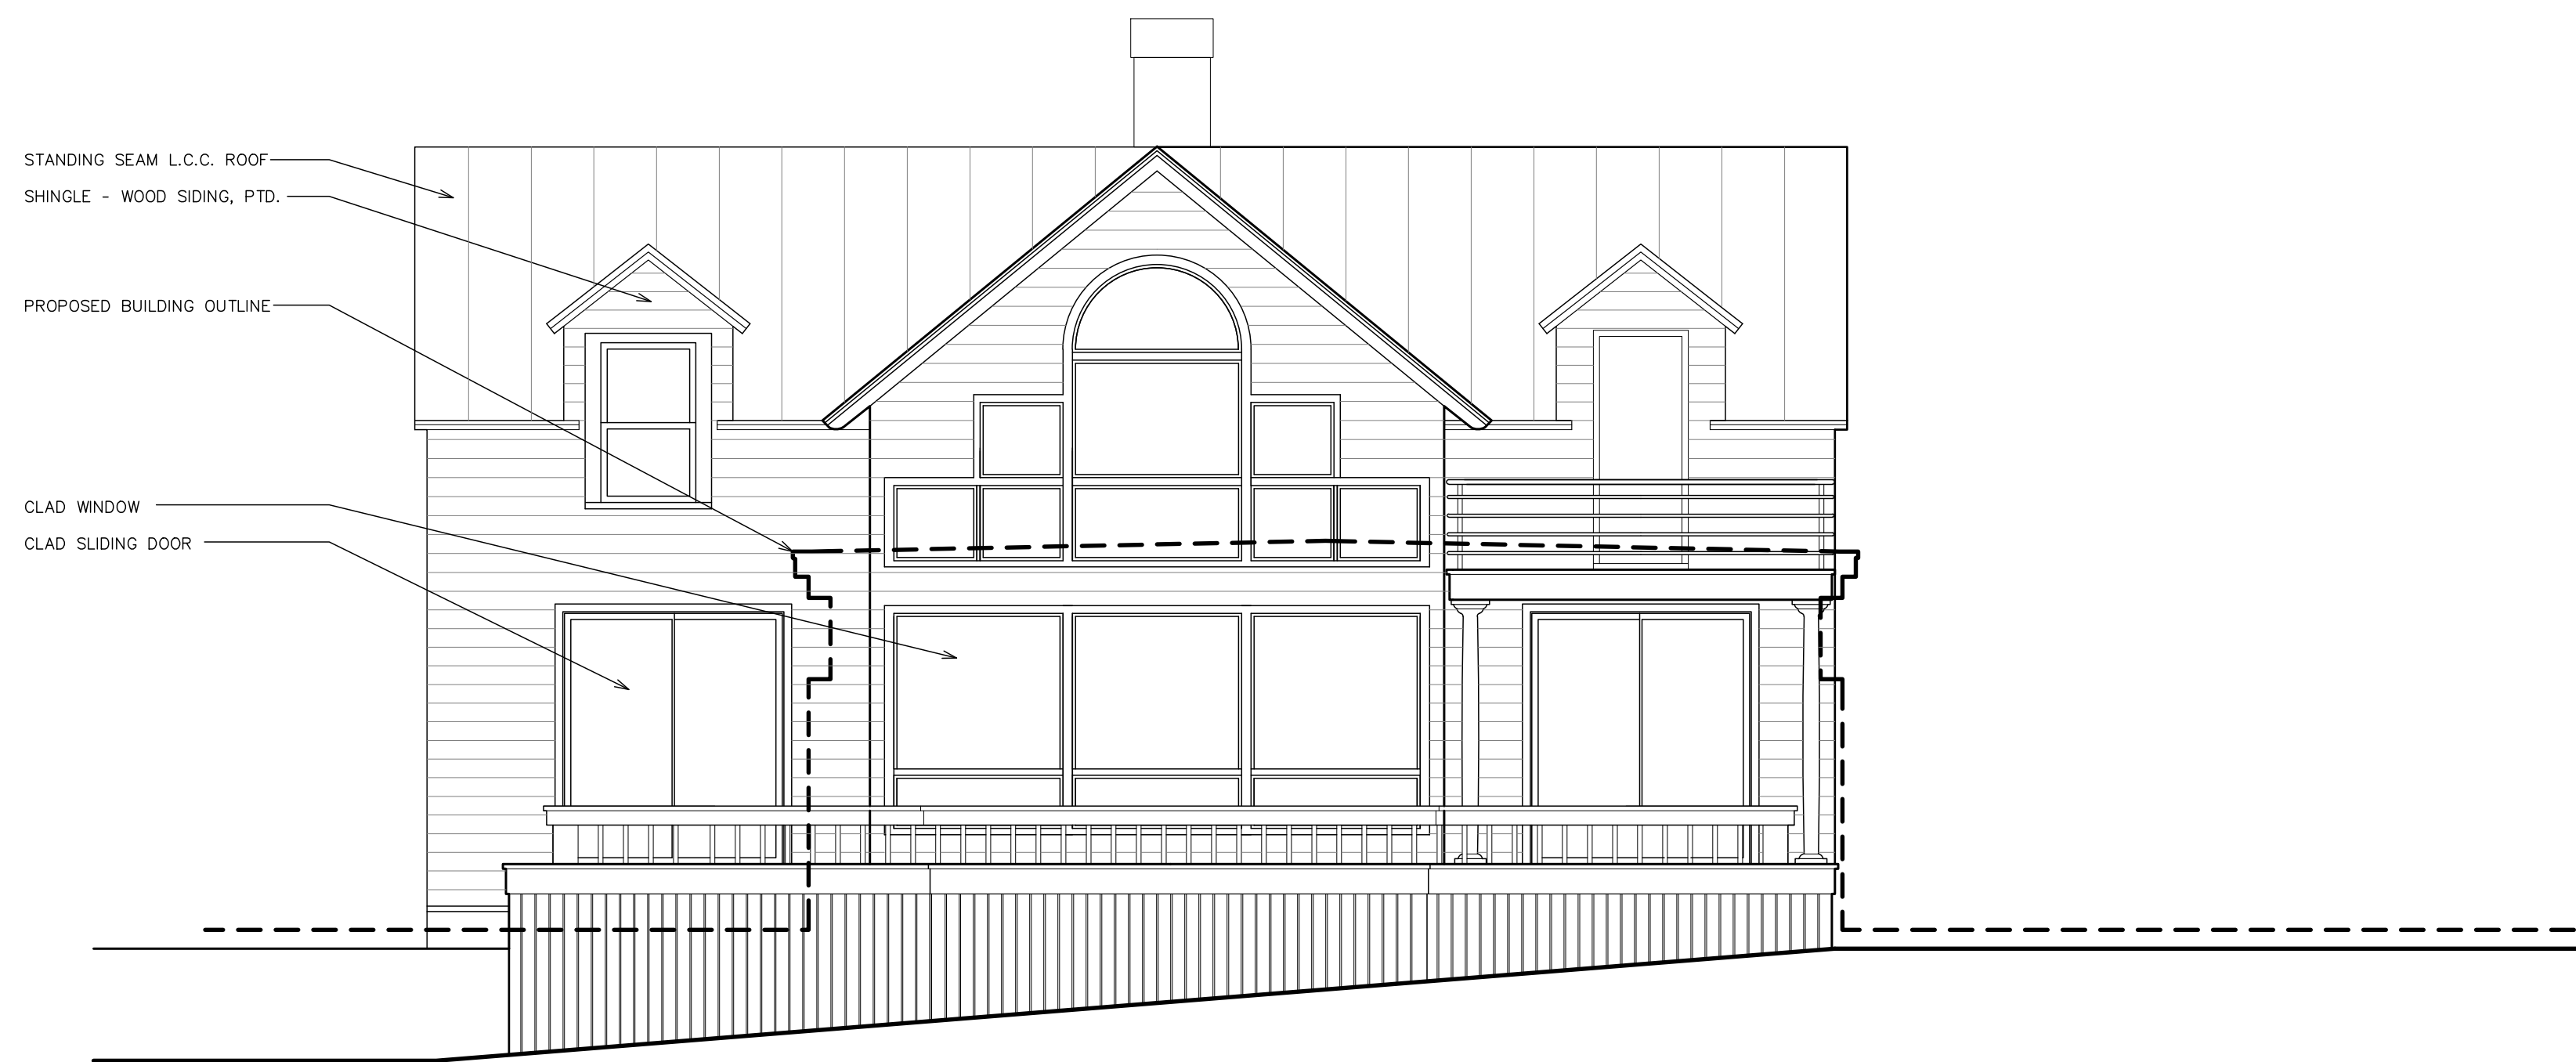 STANDING SEAM L.C.C. ROOF
SHINGLE - WOOD SIDING, PTD.
PROPOSED BUILDING OUTLINE
CLAD WINDOW
CLAD SLIDING DOOR